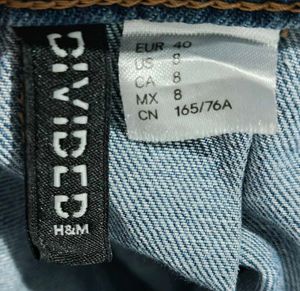 DIVIDED
H&M
EUR 40
US 8
CA 8
MX 8
CN 165/76A